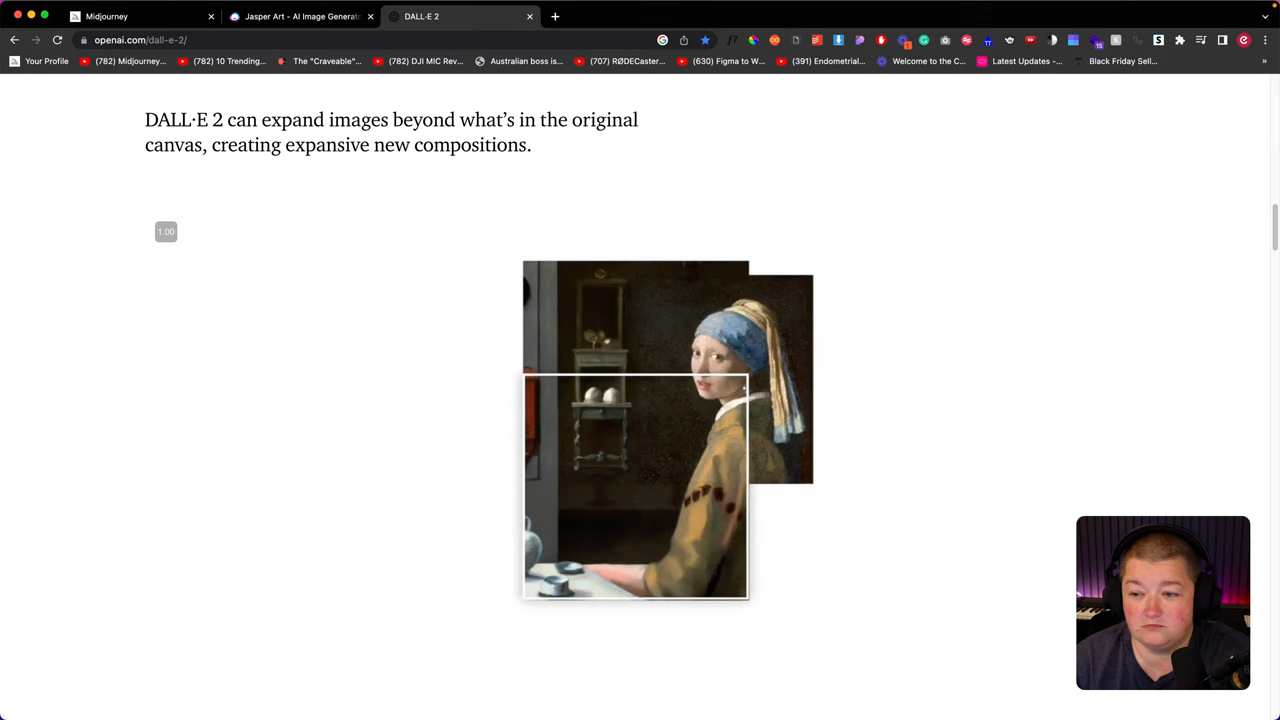 Midjourney
Jasper Art - AI Image Generato
DALL·E 2
openai.com/dall-e-2/
Your Profile
(782) Midjourney...
(782) 10 Trending...
The "Craveable"...
(782) DJI MIC Rev...
Australian boss is...
(707) RØDECaster...
(630) Figma to W...
(391) Endometrial...
Welcome to the C...
Latest Updates -...
Black Friday Sell...
»
DALL·E 2 can expand images beyond what's in the original
canvas, creating expansive new compositions.
1.00